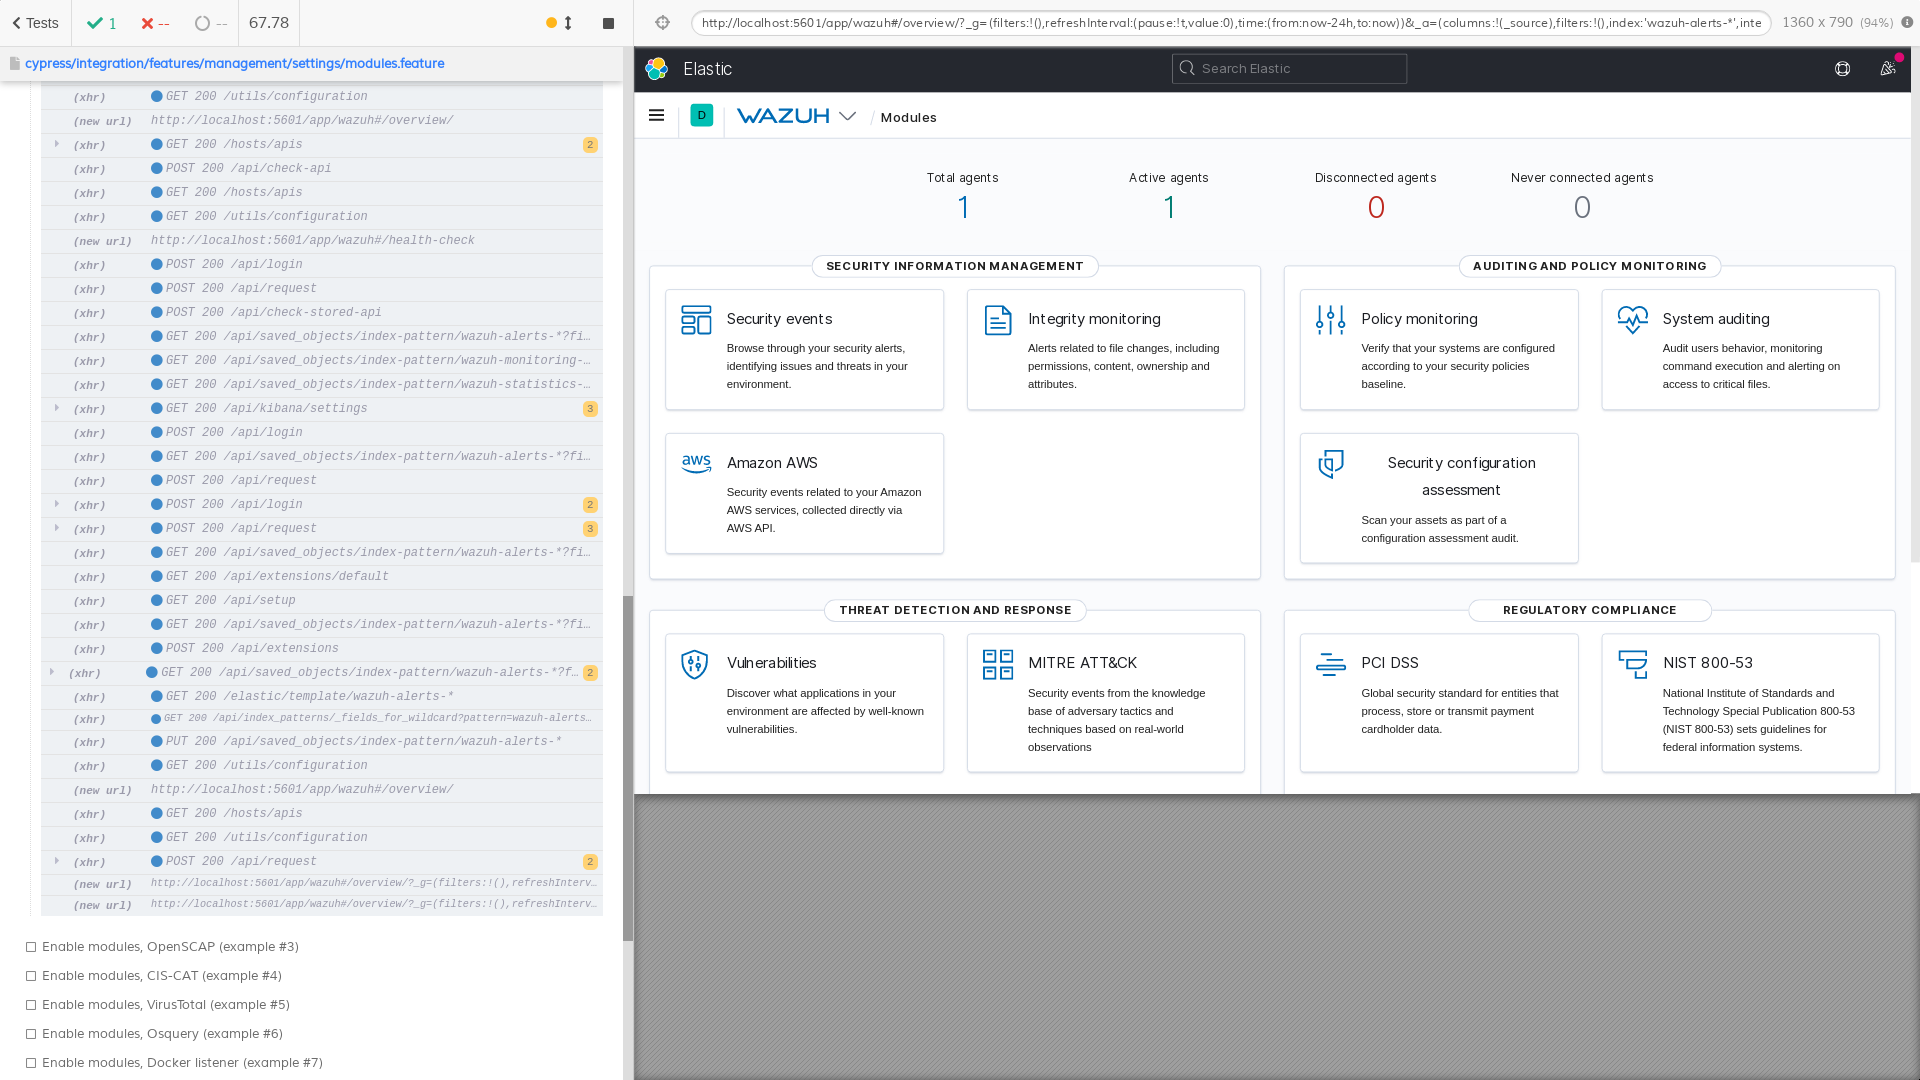 Tests
1
--
--
67.78
cypress/integration/features/management/settings/modules.feature
(xhr) GET 200 /utils/configuration
(new url) http://localhost:5601/app/wazuh#/overview/
(xhr) GET 200 /hosts/apis 2
(xhr) POST 200 /api/check-api
(xhr) GET 200 /hosts/apis
(xhr) GET 200 /utils/configuration
(new url) http://localhost:5601/app/wazuh#/health-check
(xhr) POST 200 /api/login
(xhr) POST 200 /api/request
(xhr) POST 200 /api/check-stored-api
(xhr) GET 200 /api/saved_objects/index-pattern/wazuh-alerts-*?fi…
(xhr) GET 200 /api/saved_objects/index-pattern/wazuh-monitoring-…
(xhr) GET 200 /api/saved_objects/index-pattern/wazuh-statistics-…
(xhr) GET 200 /api/kibana/settings 3
(xhr) POST 200 /api/login
(xhr) GET 200 /api/saved_objects/index-pattern/wazuh-alerts-*?fi…
(xhr) POST 200 /api/request
(xhr) POST 200 /api/login 2
(xhr) POST 200 /api/request 3
(xhr) GET 200 /api/saved_objects/index-pattern/wazuh-alerts-*?fi…
(xhr) GET 200 /api/extensions/default
(xhr) GET 200 /api/setup
(xhr) GET 200 /api/saved_objects/index-pattern/wazuh-alerts-*?fi…
(xhr) POST 200 /api/extensions
(xhr) GET 200 /api/saved_objects/index-pattern/wazuh-alerts-*?f… 2
(xhr) GET 200 /elastic/template/wazuh-alerts-*
(xhr) GET 200 /api/index_patterns/_fields_for_wildcard?pattern=wazuh-alerts…
(xhr) PUT 200 /api/saved_objects/index-pattern/wazuh-alerts-*
(xhr) GET 200 /utils/configuration
(new url) http://localhost:5601/app/wazuh#/overview/
(xhr) GET 200 /hosts/apis
(xhr) GET 200 /utils/configuration
(xhr) POST 200 /api/request 2
(new url) http://localhost:5601/app/wazuh#/overview/?_g=(filters:!(),refreshInterv…
(new url) http://localhost:5601/app/wazuh#/overview/?_g=(filters:!(),refreshInterv…
Enable modules, OpenSCAP (example #3)
Enable modules, CIS-CAT (example #4)
Enable modules, VirusTotal (example #5)
Enable modules, Osquery (example #6)
Enable modules, Docker listener (example #7)
http://localhost:5601/app/wazuh#/overview/?_g=(filters:!(),refreshInterval:(pause:!t,value:0),time:(from:now-24h,to:now))&_a=(columns:!(_source),filters:!(),index:'wazuh-alerts-*',inte
1360 x 790 (94%)
Elastic
Search Elastic
D
WAZUH
/ Modules
Total agents
1
Active agents
1
Disconnected agents
0
Never connected agents
0
SECURITY INFORMATION MANAGEMENT
Security events
Browse through your security alerts,
identifying issues and threats in your
environment.
Integrity monitoring
Alerts related to file changes, including
permissions, content, ownership and
attributes.
Amazon AWS
aws
Security events related to your Amazon
AWS services, collected directly via
AWS API.
AUDITING AND POLICY MONITORING
Policy monitoring
Verify that your systems are configured
according to your security policies
baseline.
System auditing
Audit users behavior, monitoring
command execution and alerting on
access to critical files.
Security configuration
assessment
Scan your assets as part of a
configuration assessment audit.
THREAT DETECTION AND RESPONSE
Vulnerabilities
Discover what applications in your
environment are affected by well-known
vulnerabilities.
MITRE ATT&CK
Security events from the knowledge
base of adversary tactics and
techniques based on real-world
observations
REGULATORY COMPLIANCE
PCI DSS
Global security standard for entities that
process, store or transmit payment
cardholder data.
NIST 800-53
National Institute of Standards and
Technology Special Publication 800-53
(NIST 800-53) sets guidelines for
federal information systems.